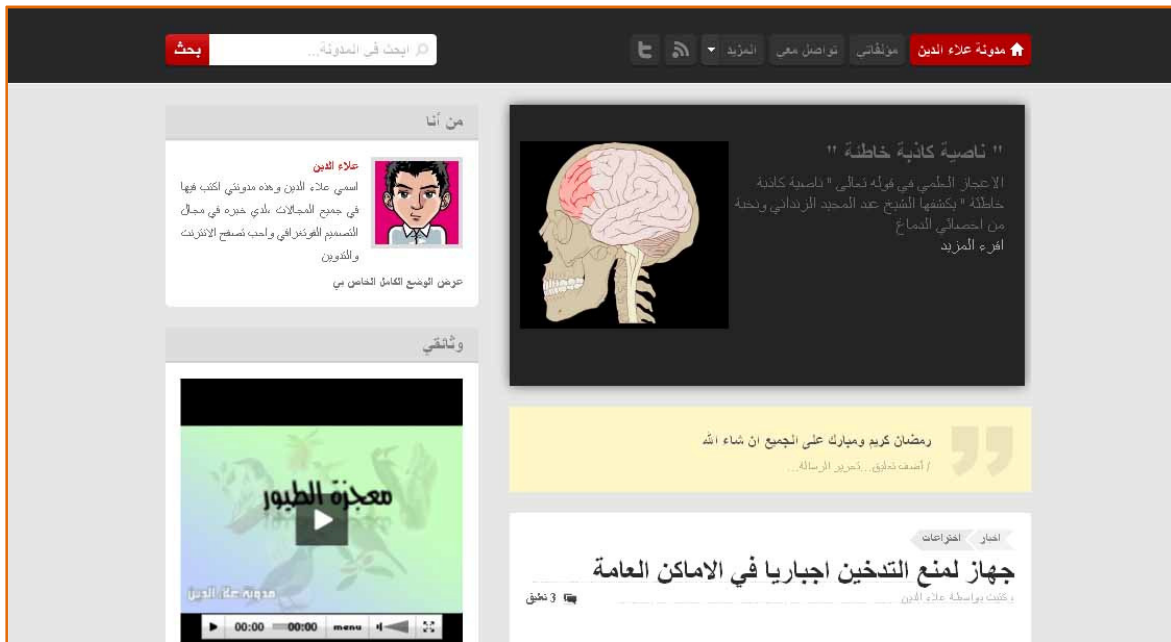 مدونة علاء الدين
مؤلفاتي
تواصل معي
المزيد
ابحث في المدونة...
بحث
" ناصية كاذبة خاطئة "
الاعجاز العلمي في قوله تعالى " ناصية كاذبة
خاطئة " يكشفها الشيخ عبد المجيد الزنداني ونخبة
من اخصائي الدماغ
اقرء المزيد
رمضان كريم ومبارك على الجميع ان شاء الله
/ أضف تعليق...تحرير الرسالة...
اخبار
اختراعات
جهاز لمنع التدخين اجباريا في الاماكن العامة
كتبت بواسطة علاء الدين
3 تعليق
من أنا
علاء الدين
اسمي علاء الدين وهذه مدونتي اكتب فيها
في جميع المجالات ,لدي خبره في مجال
التصميم الفوتغرافي واحب تصفح الانترنت
والتدوين
عرض الوضع الكامل الخاص بي
وثائقي
معجزة الطيور
مدونة علاء الدين
00:00
00:00
menu